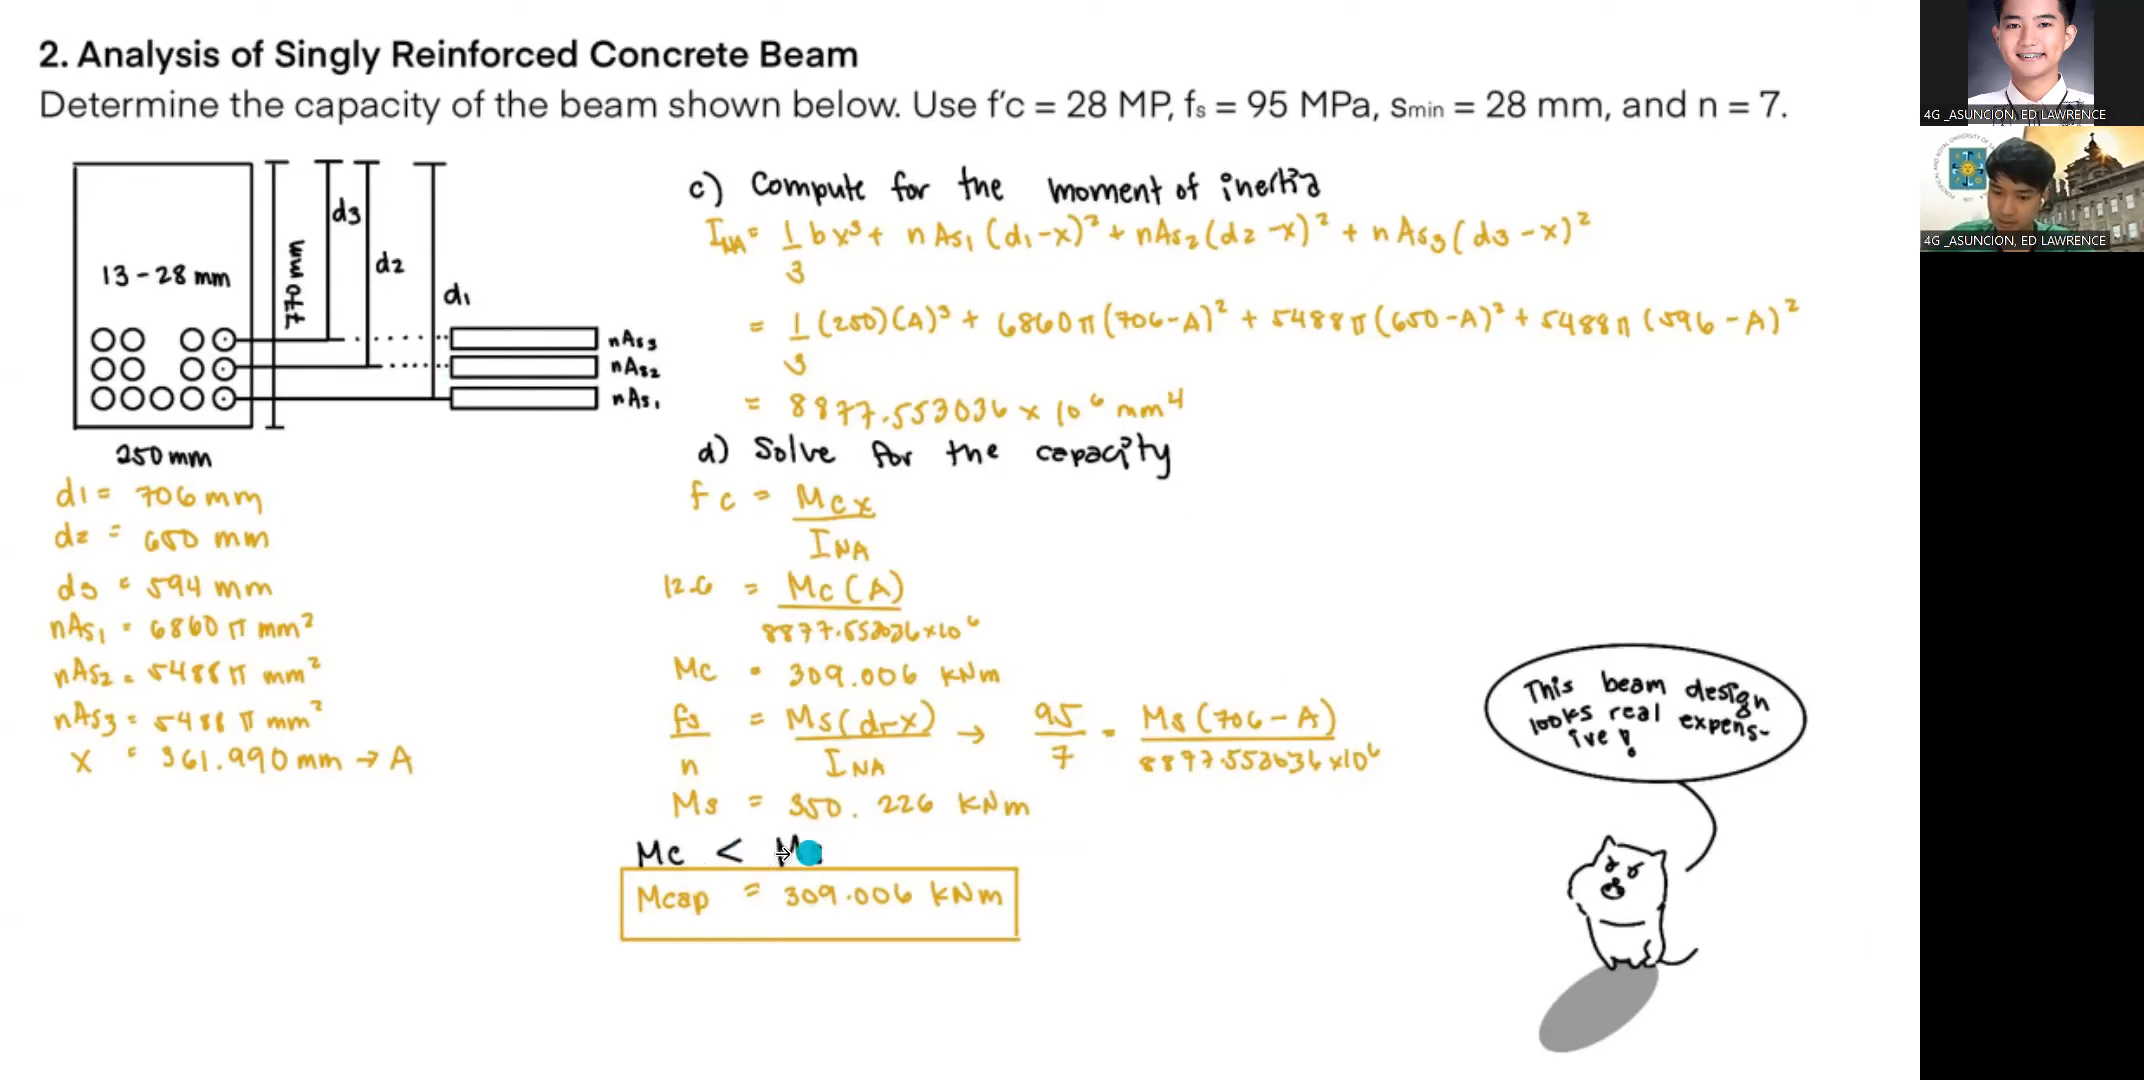 2. Analysis of Singly Reinforced Concrete Beam
Determine the capacity of the beam shown below. Use f'c = 28 MP, fs = 95 MPa, smin = 28 mm, and n = 7.
13-28 mm
770 mm
d3
d2
d1
nAs3
nAs2
nAs1
250 mm
d1 = 706 mm
d2 = 650 mm
d3 = 594 mm
nAs1 = 6860 π mm²
nAs2 = 5488 π mm²
nAs3 = 5488 π mm²
x = 361.990 mm → A
c) Compute for the moment of inertia
INA = 1/3 bx³ + nAs1 (d1-x)² + nAs2 (d2-x)² + nAs3 (d3-x)²
= 1/3 (250)(A)³ + 6860π (706-A)² + 5488π (650-A)² + 5488π (596-A)²
= 8877.553036 x 10⁶ mm⁴
d) Solve for the capacity
fc = Mcx/INA
12.6 = Mc(A)/8877.553036x10⁶
Mc = 309.006 kNm
fs/n = Ms(d1-x)/INA → 95/7 = Ms(706-A)/8877.553036x10⁶
Ms = 350.226 kNm
Mc <
Mcap = 309.006 kNm
This beam design
looks real expens-
ive!
4G _ASUNCION, ED LAWRENCE
4G _ASUNCION, ED LAWRENCE